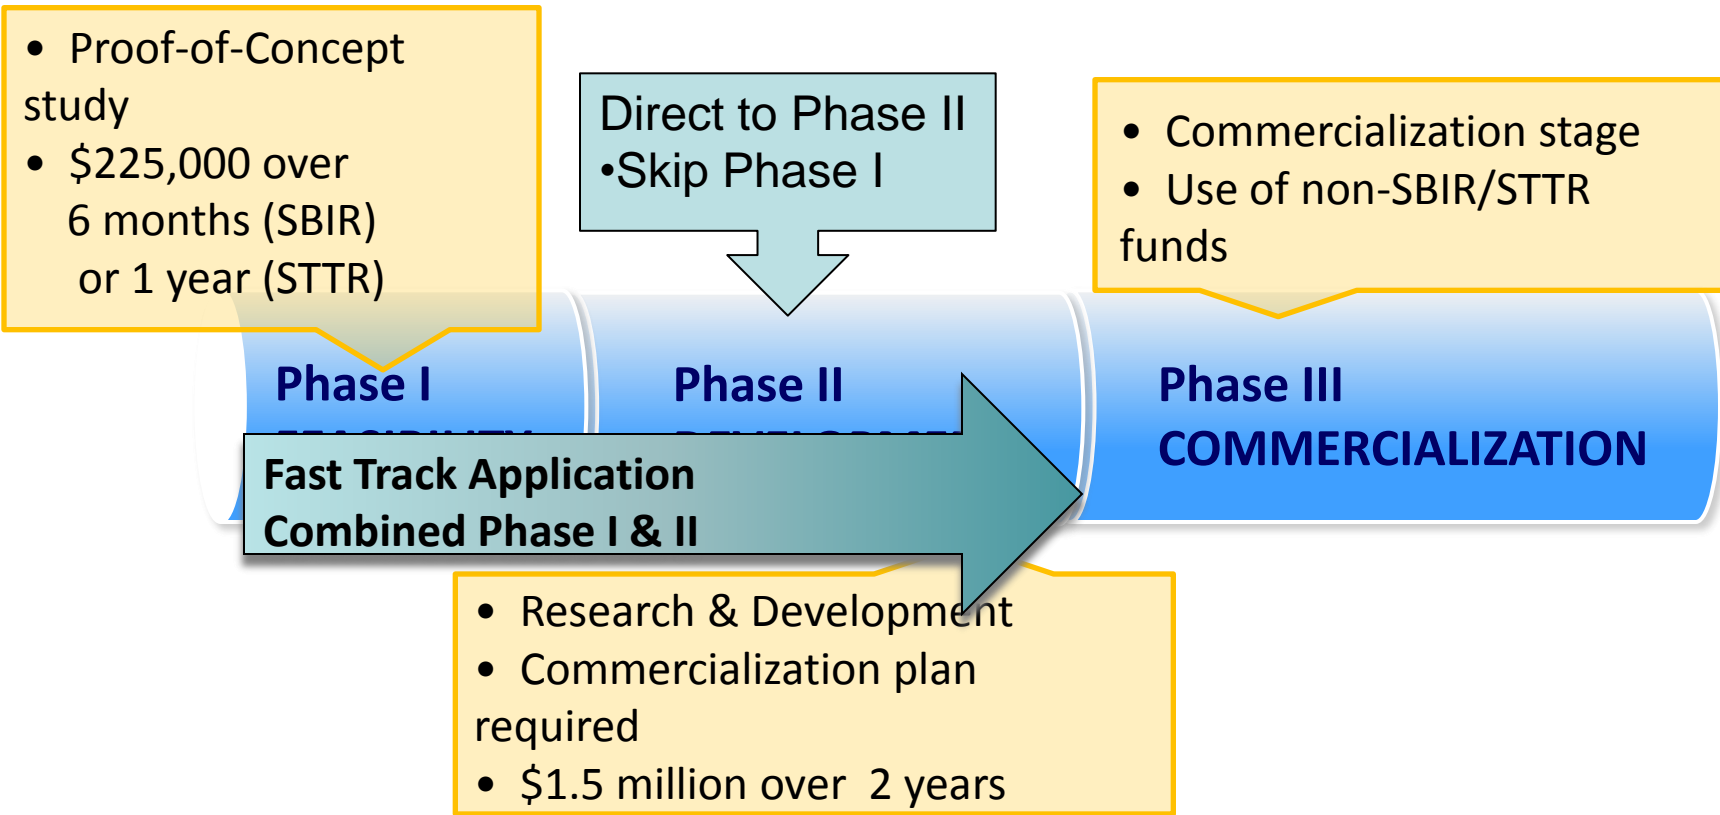 • Proof-of-Concept
study
• $225,000 over
6 months (SBIR)
or 1 year (STTR)
Direct to Phase II
•Skip Phase I
• Commercialization stage
• Use of non-SBIR/STTR
funds
Phase I
FEASIBILITY
Phase II
Phase III
COMMERCIALIZATION
Fast Track Application
Combined Phase I & II
• Research & Development
• Commercialization plan
required
• $1.5 million over 2 years